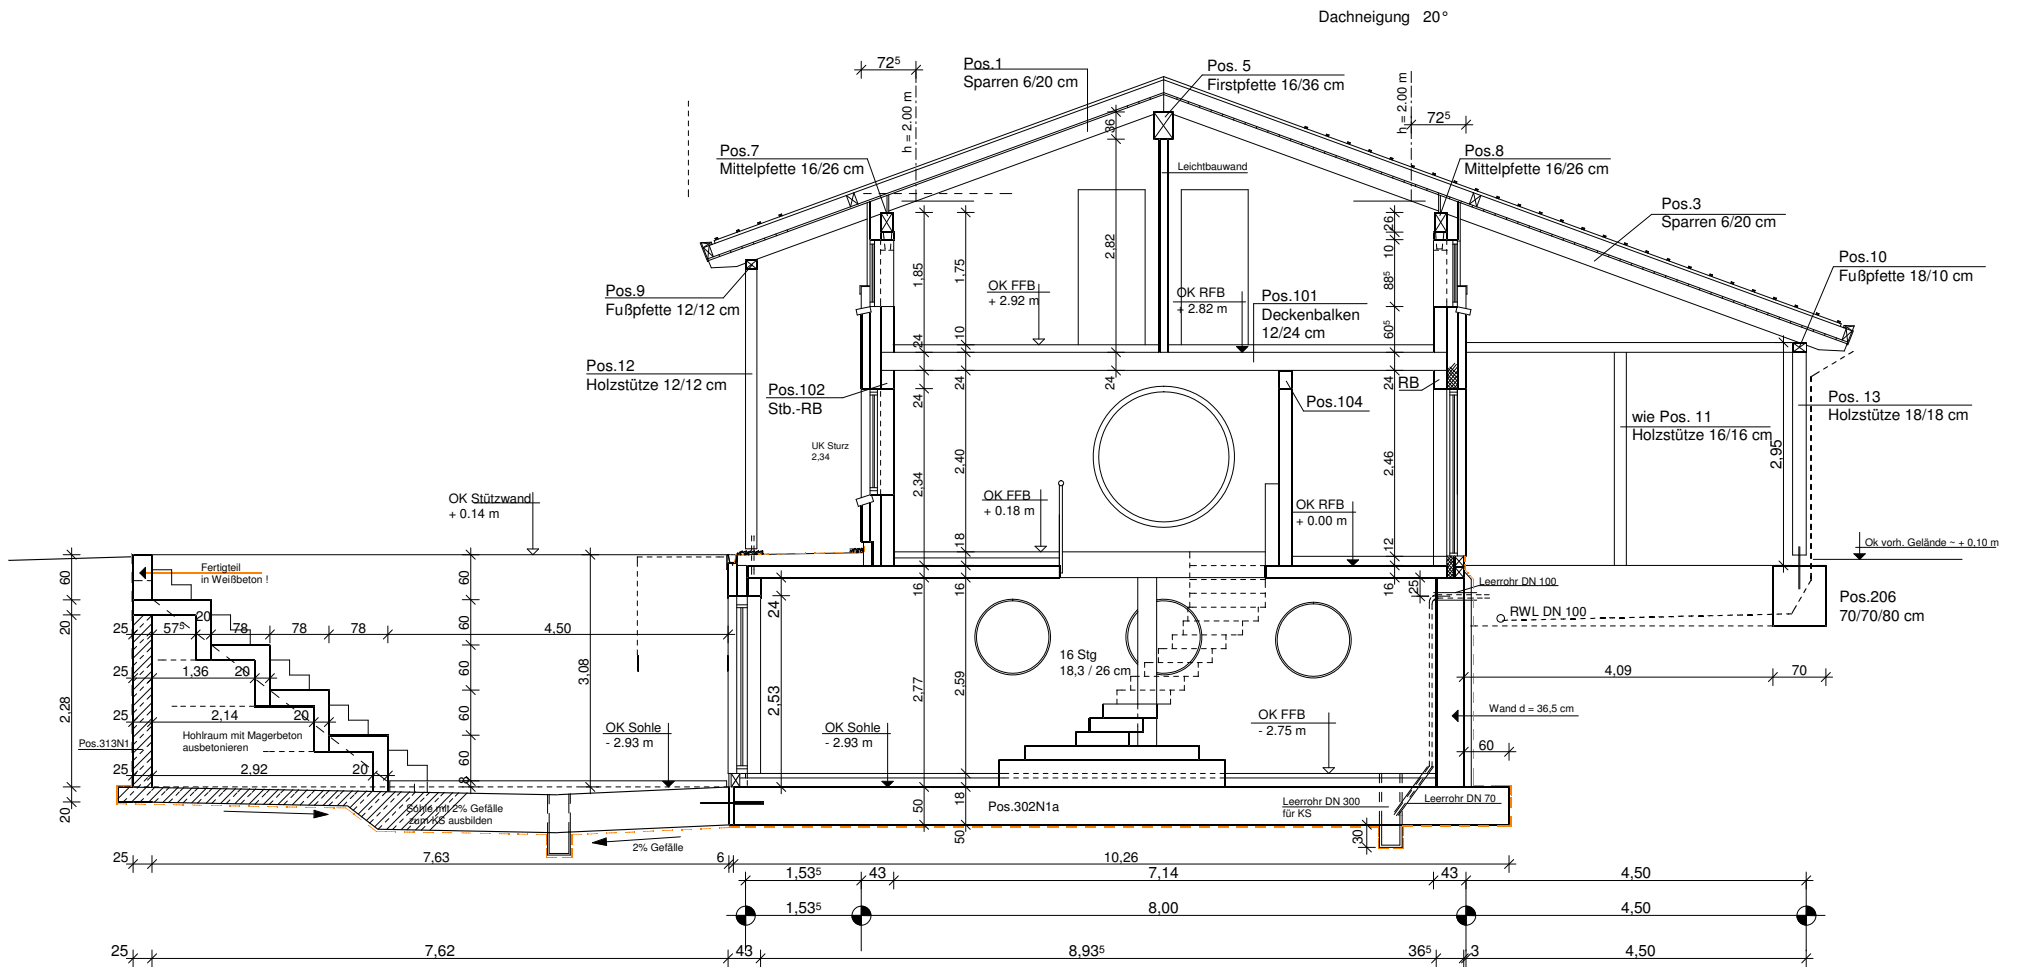 Dachneigung 20°
72⁵
Pos.1
Sparren 6/20 cm
Pos. 5
Firstpfette 16/36 cm
h = 2.00 m
h = 2.00 m
72⁵
36
Pos.7
Mittelpfette 16/26 cm
Leichtbauwand
Pos.8
Mittelpfette 16/26 cm
Pos.3
Sparren 6/20 cm
26
2,82
10
1,85
1,75
88⁵
Pos.10
Fußpfette 18/10 cm
Pos.9
Fußpfette 12/12 cm
OK FFB
+ 2.92 m
OK RFB
+ 2.82 m
Pos.101
Deckenbalken
12/24 cm
24
10
60⁵
Pos.12
Holzstütze 12/12 cm
Pos.102
Stb.-RB
24
24
24
24
RB
Pos.104
Pos. 13
Holzstütze 18/18 cm
wie Pos. 11
Holzstütze 16/16 cm
UK Sturz
2,34
2,34
2,40
2,46
2,95
OK Stützwand
+ 0.14 m
OK FFB
+ 0.18 m
OK RFB
+ 0.00 m
18
12
Ok vorh. Gelände ~ + 0,10 m
Fertigteil
in Weißbeton !
60
60
16
16
16
25
Leerrohr DN 100
24
RWL DN 100
Pos.206
70/70/80 cm
20
20
60
25
57⁵
78
78
78
4,50
3,08
16 Stg
18,3 / 26 cm
25
1,36
20
60
2,77
2,59
4,09
70
2,53
2,28
25
2,14
20
60
Hohlraum mit Magerbeton
ausbetonieren
Pos.313N1
OK Sohle
- 2.93 m
OK Sohle
- 2.93 m
OK FFB
- 2.75 m
Wand d = 36,5 cm
60
60
25
2,92
20
8
20
Sohle mit 2% Gefälle
zum KS ausbilden
50
18
Pos.302N1a
Leerrohr DN 300
für KS
Leerrohr DN 70
50
30
2% Gefälle
25
7,63
6
10,26
1,53⁵
43
7,14
43
4,50
1,53⁵
8,00
4,50
25
7,62
43
8,93⁵
36⁵
3
4,50